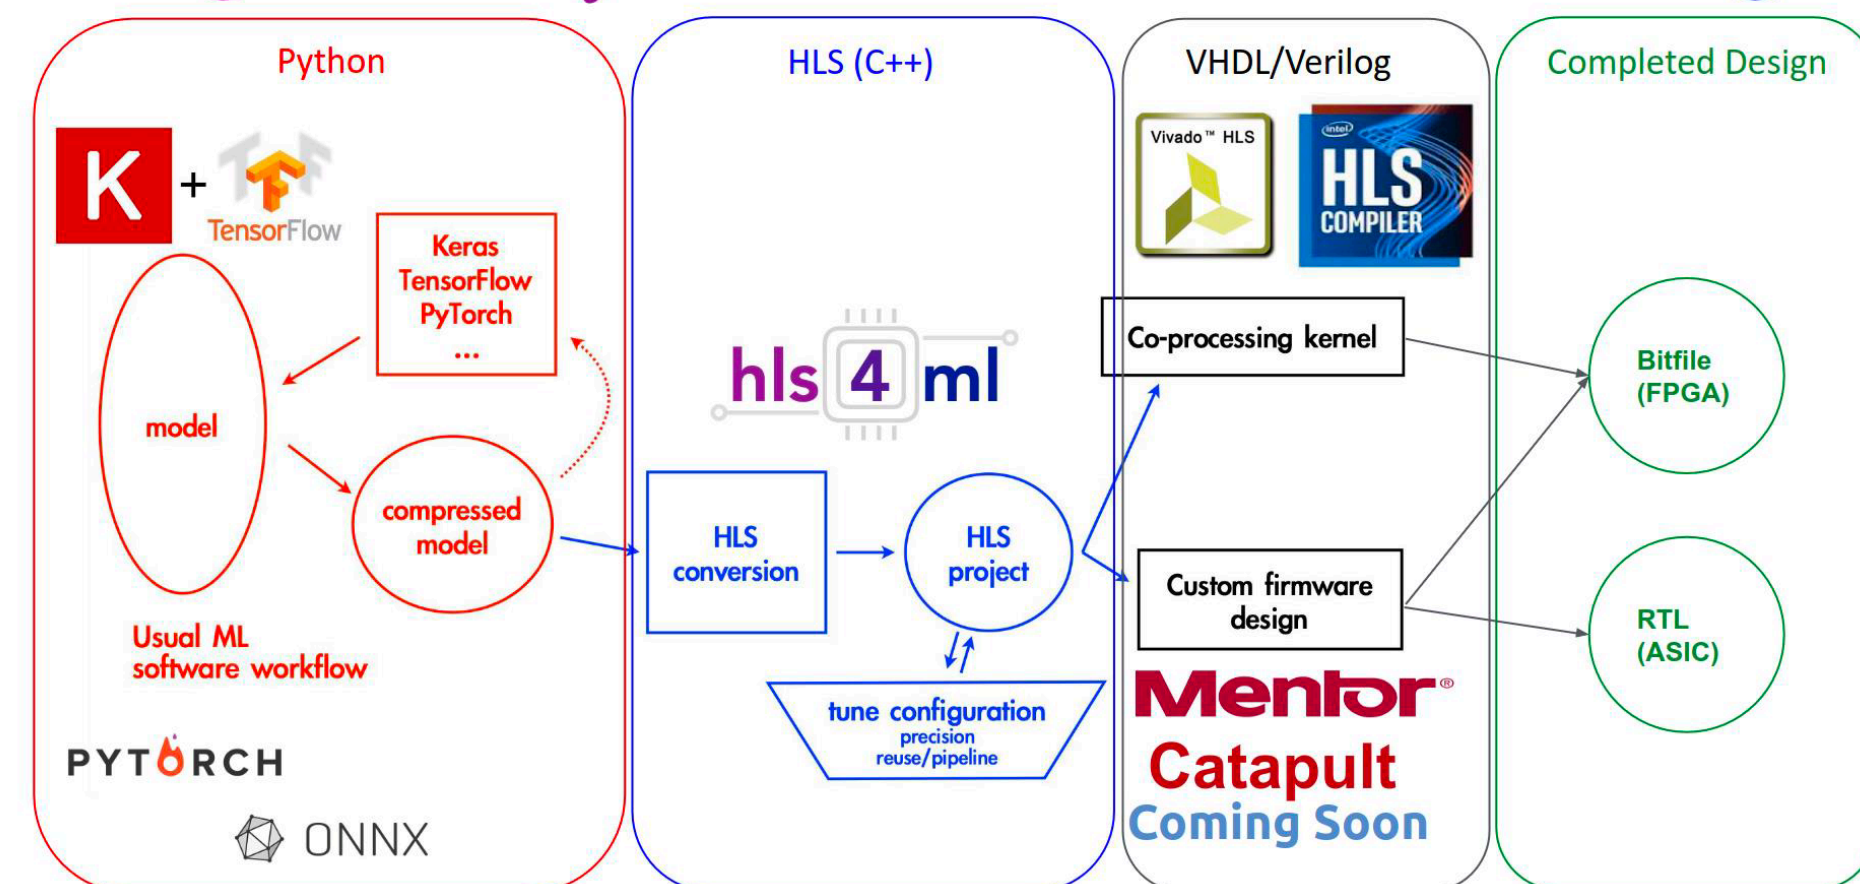 Python
K
+
TF
TensorFlow
Keras
TensorFlow
PyTorch
...
model
compressed
model
Usual ML
software workflow
PYTORCH
ONNX
HLS (C++)
hls 4 ml
HLS
conversion
HLS
project
tune configuration
precision
reuse/pipeline
VHDL/Verilog
Vivado™ HLS
intel
HLS
COMPILER
Co-processing kernel
Custom firmware
design
Mentor®
Catapult
Coming Soon
Completed Design
Bitfile
(FPGA)
RTL
(ASIC)